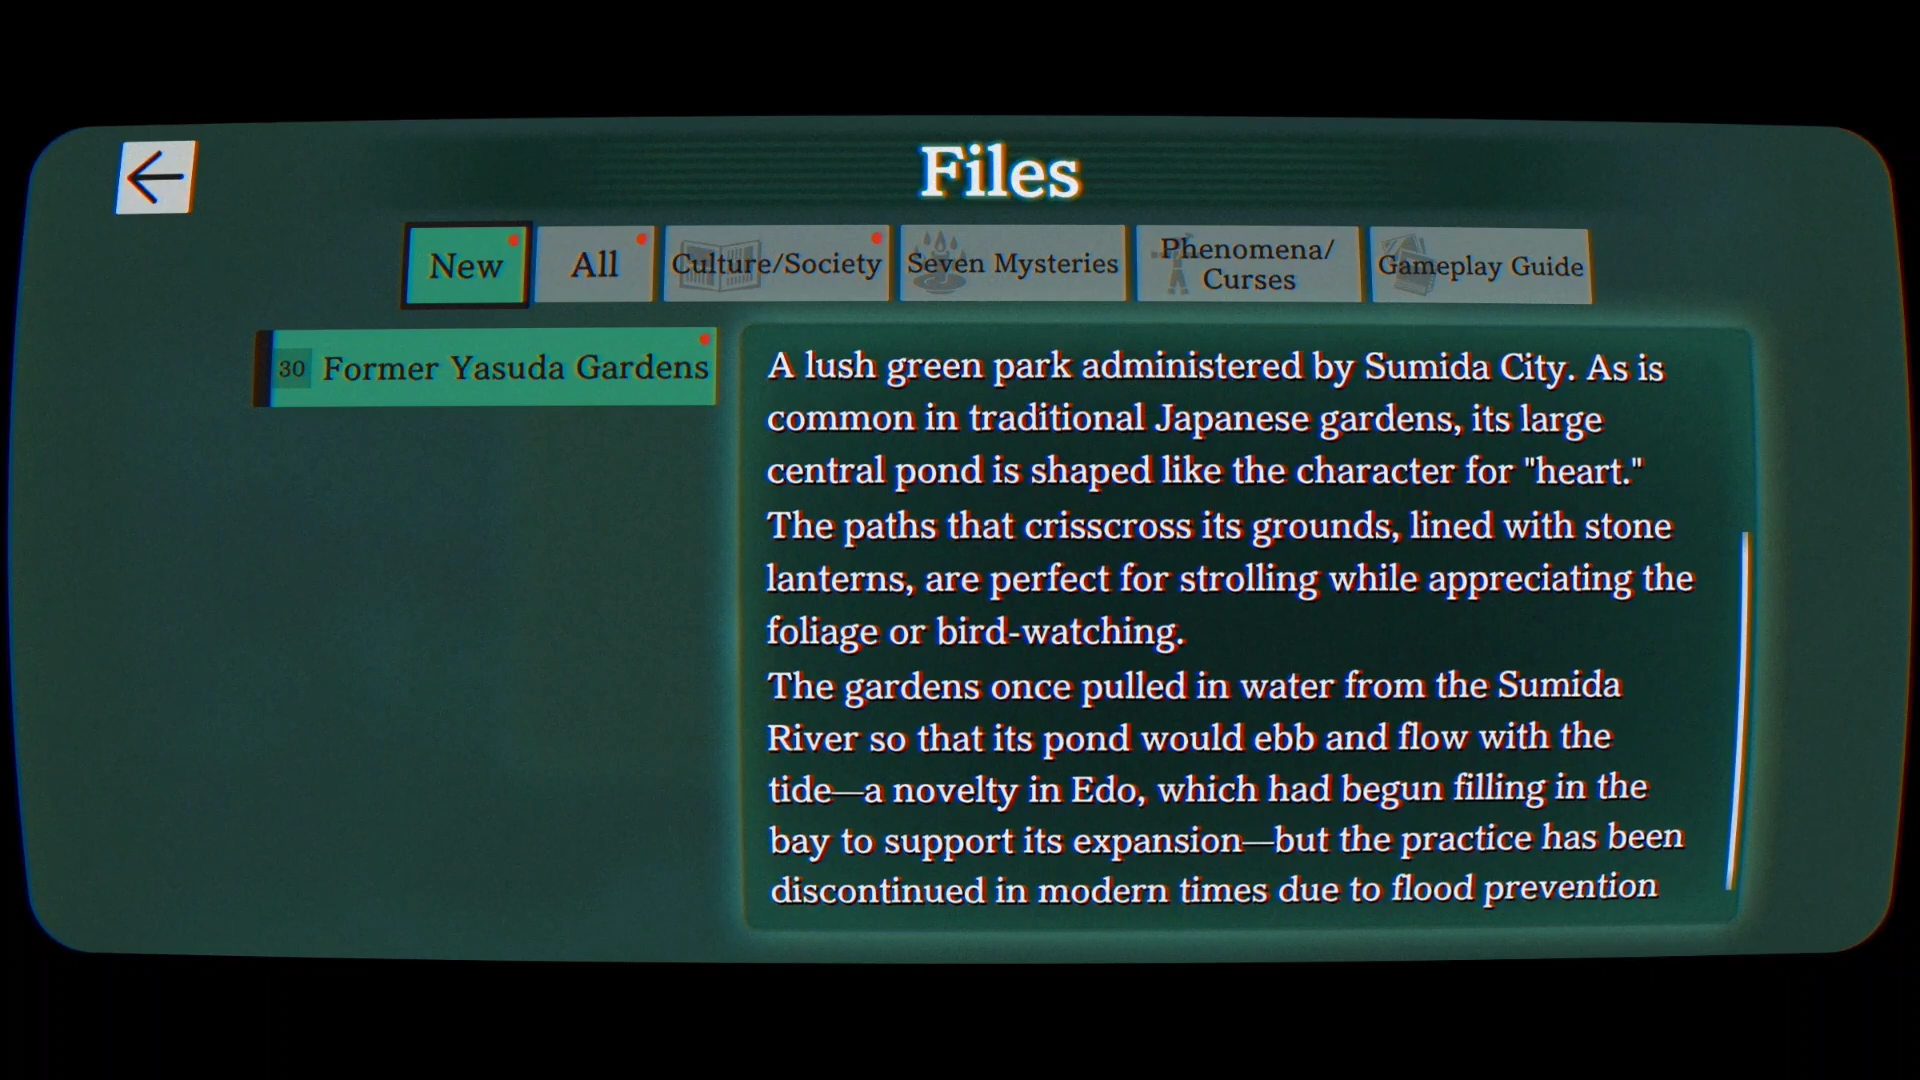 Files
New
All
Culture/Society
Seven Mysteries
Phenomena/
Curses
Gameplay Guide
30 Former Yasuda Gardens
A lush green park administered by Sumida City. As is
common in traditional Japanese gardens, its large
central pond is shaped like the character for "heart."
The paths that crisscross its grounds, lined with stone
lanterns, are perfect for strolling while appreciating the
foliage or bird-watching.
The gardens once pulled in water from the Sumida
River so that its pond would ebb and flow with the
tide—a novelty in Edo, which had begun filling in the
bay to support its expansion—but the practice has been
discontinued in modern times due to flood prevention